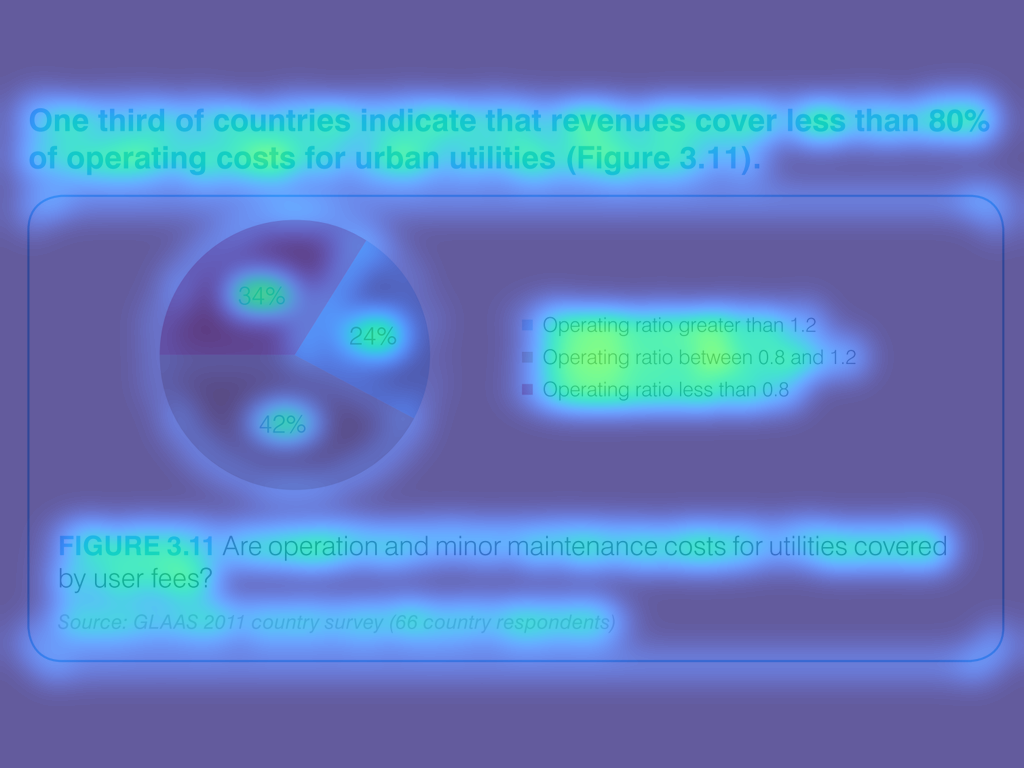 One third of countries indicate that revenues cover less than 80%
of operating costs for urban utilities (Figure 3.11).
34%
24%
42%
Operating ratio greater than 1.2
Operating ratio between 0.8 and 1.2
Operating ratio less than 0.8
FIGURE 3.11 Are operation and minor maintenance costs for utilities covered
by user fees?
Source: GLAAS 2011 country survey (66 country respondents)